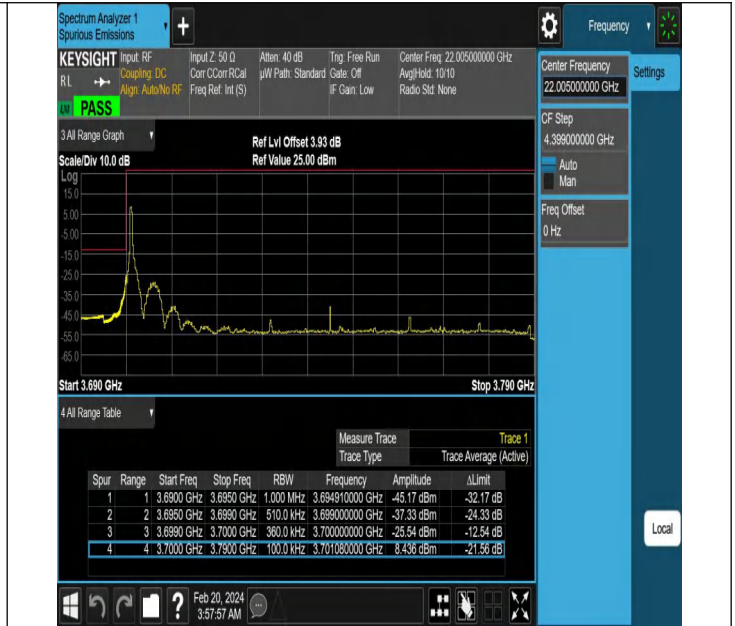 Spectrum Analyzer 1
Spurious Emissions
+
Frequency
KEYSIGHT
RL
LNI
PASS
Input: RF
Coupling: DC
Align: Auto/No RF
Input Z: 50 Ω
Corr CCorr RCal
Freq Ref: Int (S)
Atten: 40 dB
µW Path: Standard
Trig: Free Run
Gate: Off
IF Gain: Low
Center Freq: 22.005000000 GHz
Avg|Hold: 10/10
Radio Std: None
Center Frequency
22.005000000 GHz
Settings
CF Step
4.399000000 GHz
Auto
Man
Freq Offset
0 Hz
3 All Range Graph
Scale/Div 10.0 dB
Ref Lvl Offset 3.93 dB
Ref Value 25.00 dBm
Log
15.0
5.00
-5.00
-15.0
-25.0
-35.0
-45.0
-55.0
-65.0
Start 3.690 GHz
Stop 3.790 GHz
4 All Range Table
Measure Trace Trace 1
Trace Type Trace Average (Active)
Spur Range Start Freq Stop Freq RBW Frequency Amplitude ΔLimit
1 1 3.6900 GHz 3.6950 GHz 1.000 MHz 3.694910000 GHz -45.17 dBm -32.17 dB
2 2 3.6950 GHz 3.6990 GHz 510.0 kHz 3.699000000 GHz -37.33 dBm -24.33 dB
3 3 3.6990 GHz 3.7000 GHz 360.0 kHz 3.700000000 GHz -25.54 dBm -12.54 dB
4 4 3.7000 GHz 3.7900 GHz 100.0 kHz 3.701080000 GHz 8.436 dBm -21.56 dB
Local
?
Feb 20, 2024
3:57:57 AM